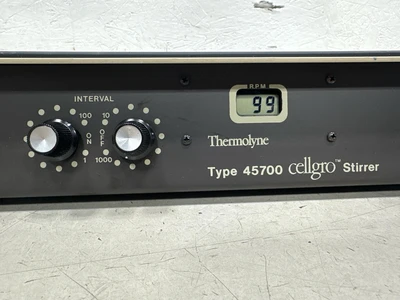 RPM
99
INTERVAL
100 10
ON OFF
1 1000
Thermolyne
Type 45700 cellgro™ Stirrer